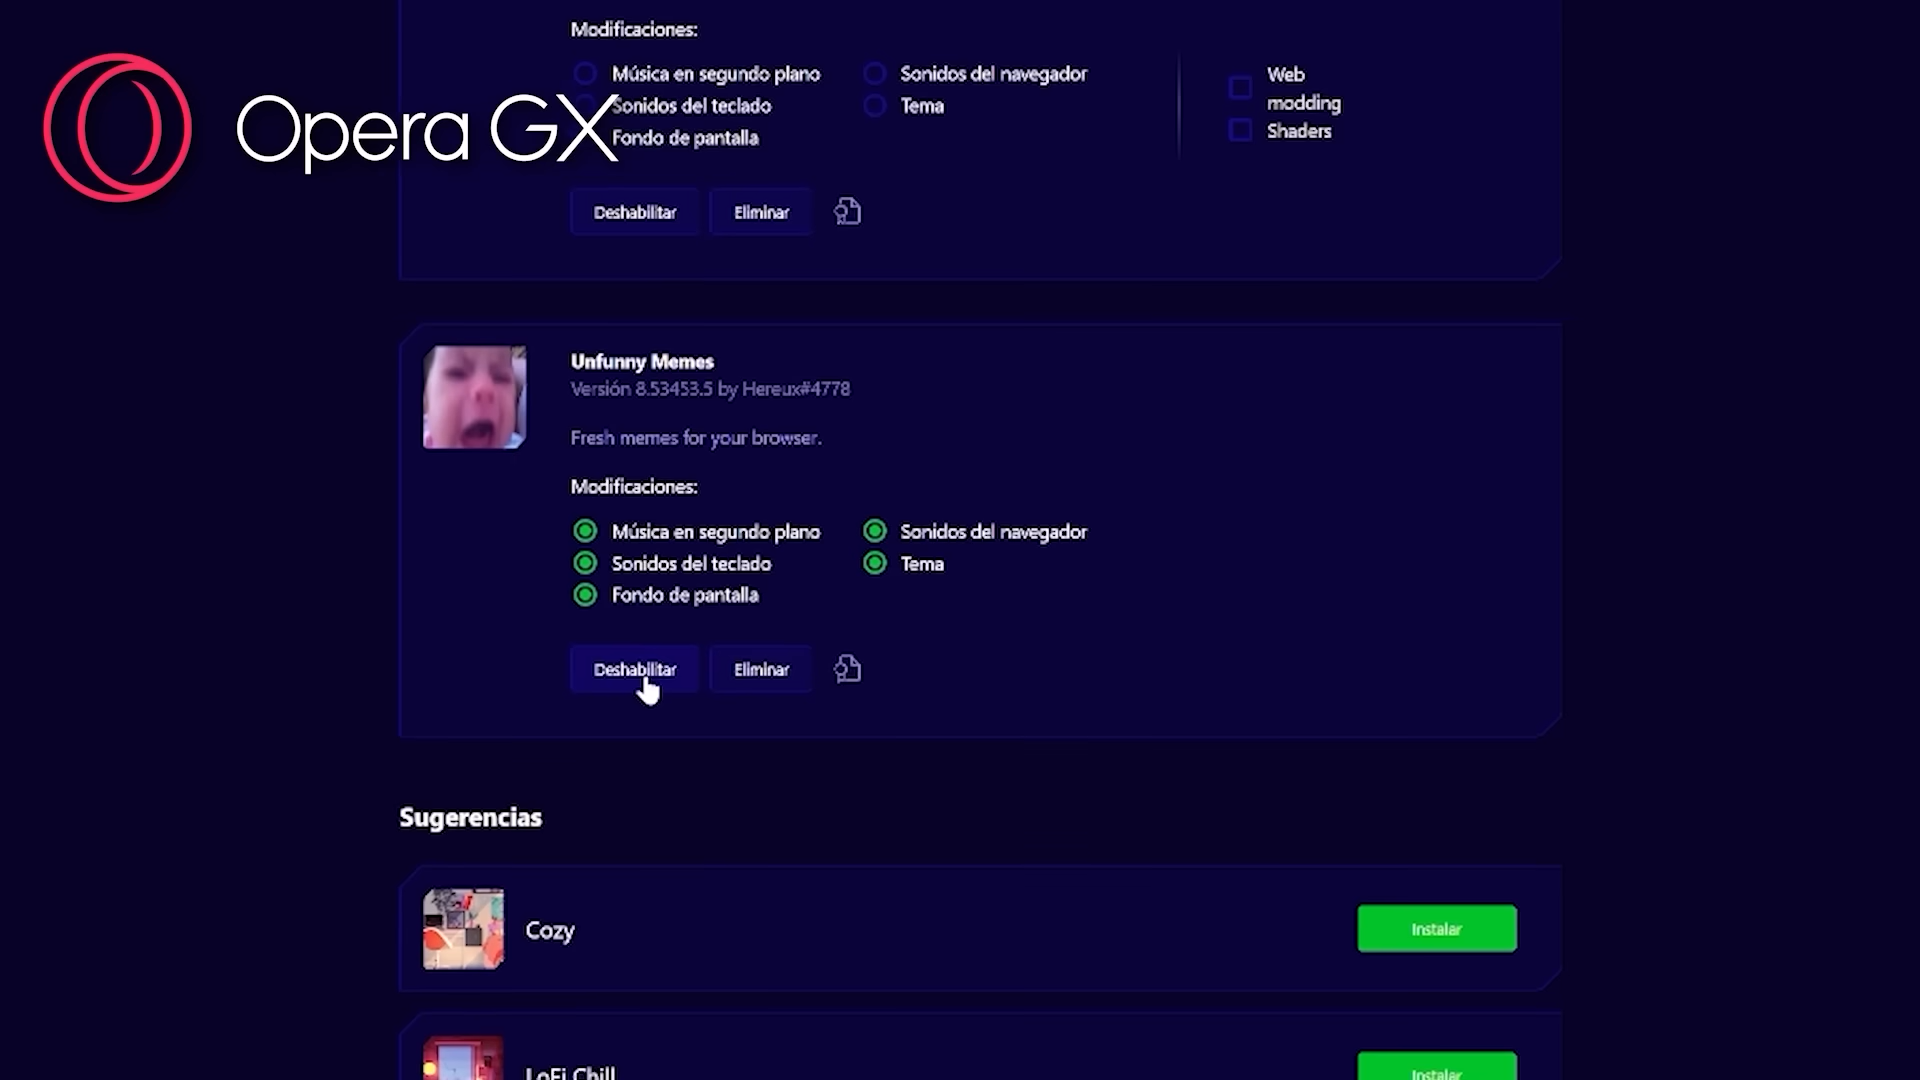 Opera GX
Modificaciones:
Música en segundo plano
Sonidos del navegador
Sonidos del teclado
Tema
Fondo de pantalla
Web
modding
Shaders
Deshabilitar
Eliminar
Unfunny Memes
Versión 8.53453.5 by Hereux#4778
Fresh memes for your browser.
Modificaciones:
Música en segundo plano
Sonidos del navegador
Sonidos del teclado
Tema
Fondo de pantalla
Deshabilitar
Eliminar
Sugerencias
Cozy
Instalar
LoFi Chill
Instalar